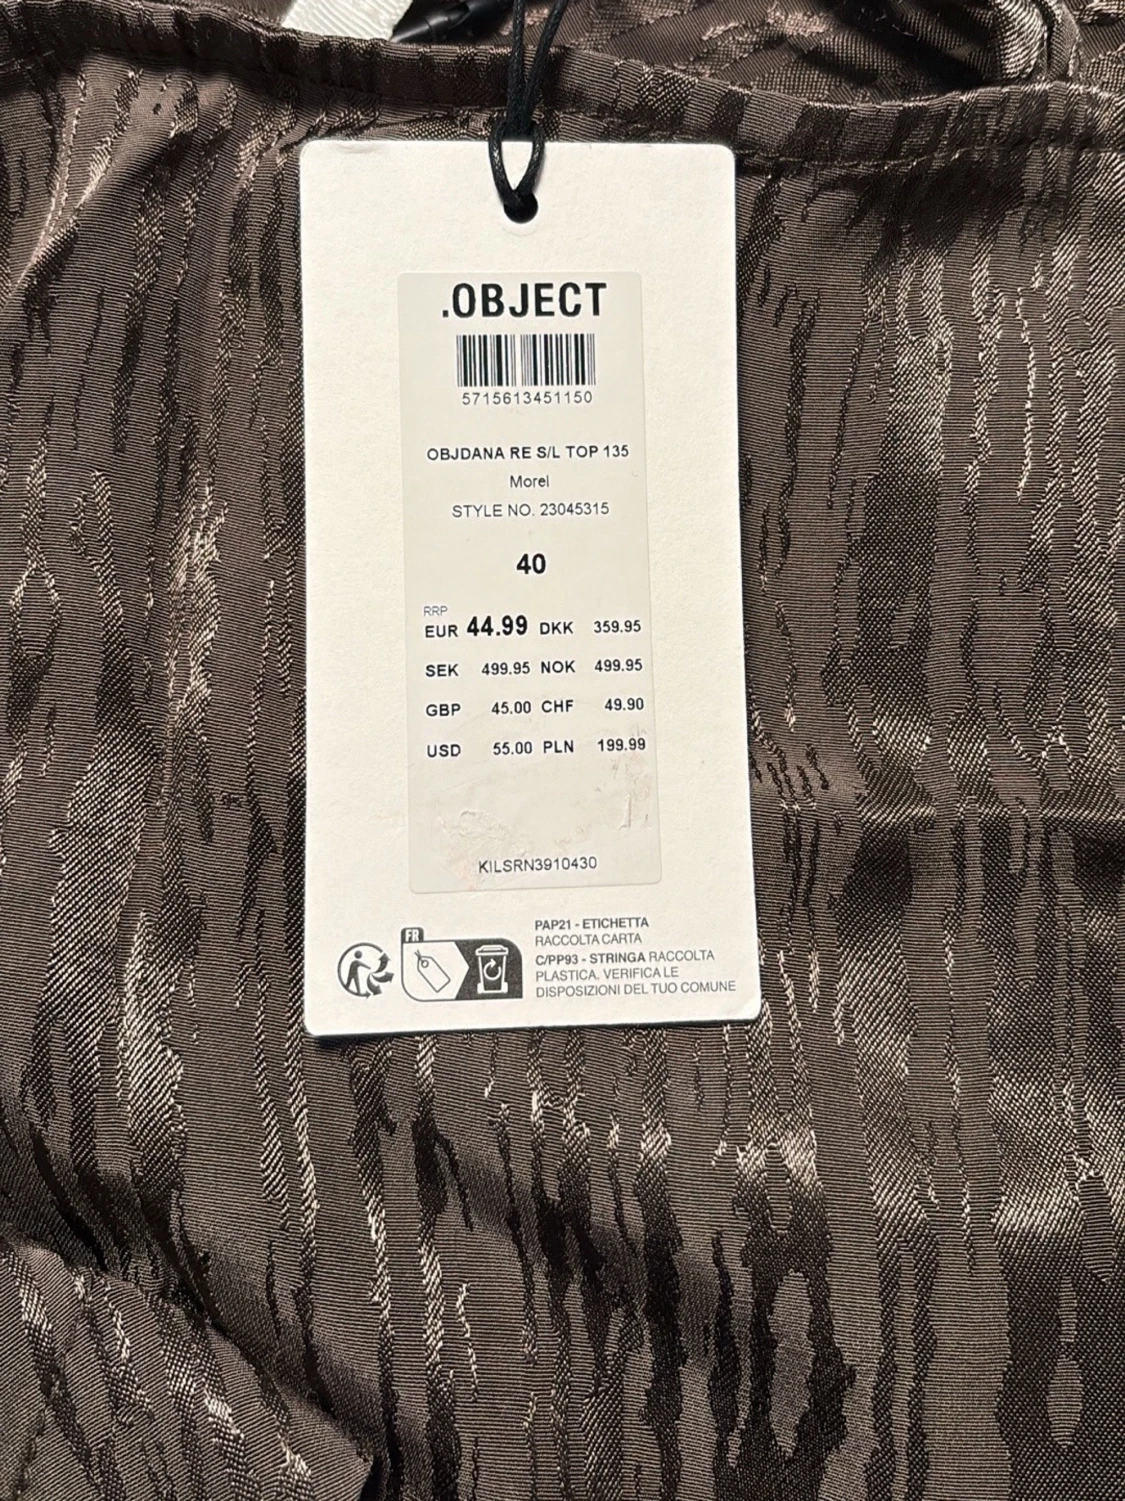 .OBJECT
5715613451150
OBJDANA RE S/L TOP 135
Morel
STYLE NO. 23045315
40
RRP
EUR 44.99 DKK 359.95
SEK 499.95 NOK 499.95
GBP 45.00 CHF 49.90
USD 55.00 PLN 199.99
KILSRN3910430
FR
PAP21 - ETICHETTA
RACCOLTA CARTA
C/PP93 - STRINGA RACCOLTA
PLASTICA. VERIFICA LE
DISPOSIZIONI DEL TUO COMUNE